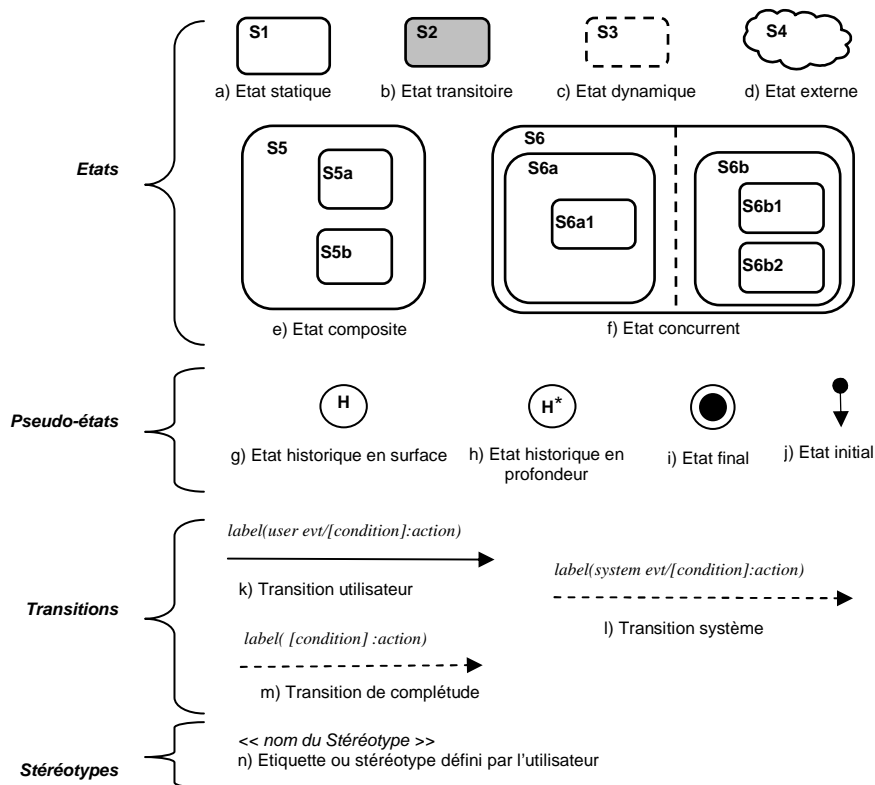 S1
S2
S3
S4
a) Etat statique
b) Etat transitoire
c) Etat dynamique
d) Etat externe
Etats
S5
S5a
S5b
S6
S6a
S6a1
S6b
S6b1
S6b2
e) Etat composite
f) Etat concurrent
Pseudo-états
H
H*
g) Etat historique en surface
h) Etat historique en
profondeur
i) Etat final
j) Etat initial
Transitions
label(user evt/[condition]:action)
k) Transition utilisateur
label(system evt/[condition]:action)
l) Transition système
label( [condition] :action)
m) Transition de complétude
Stéréotypes
<< nom du Stéréotype >>
n) Etiquette ou stéréotype défini par l'utilisateur